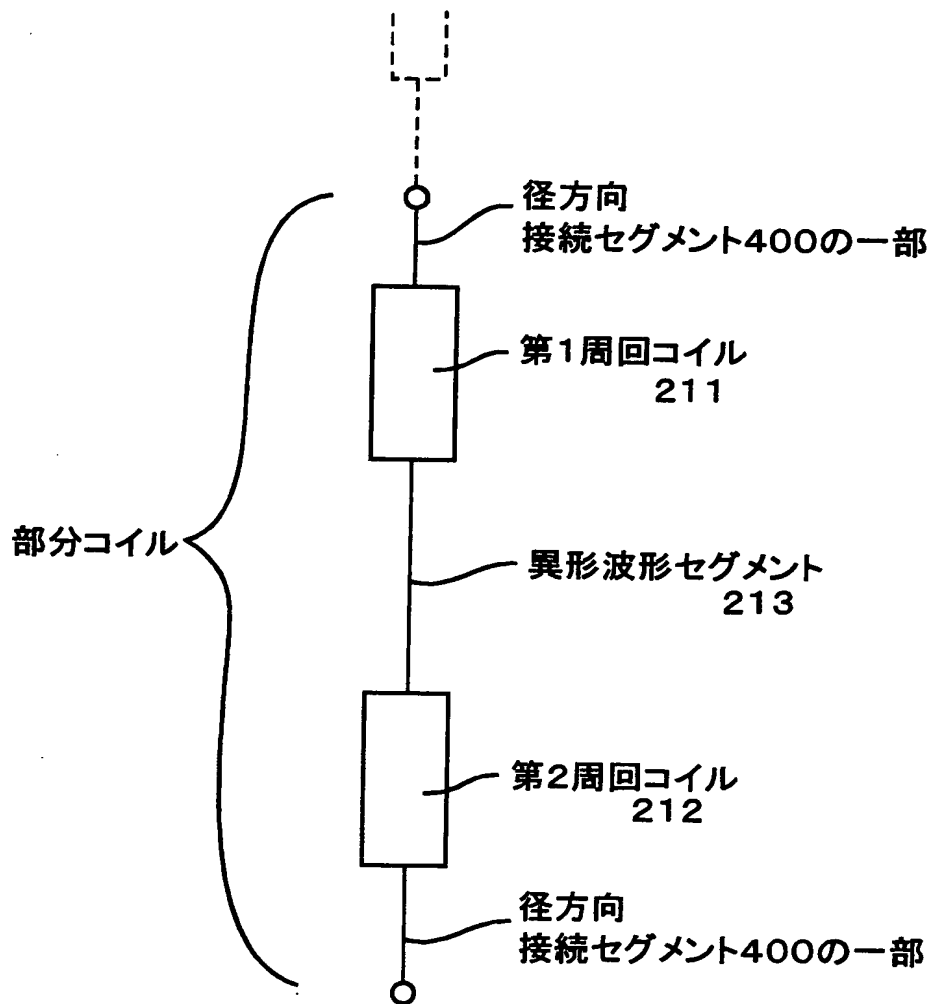 径方向
接続セグメント400の一部
第1周回コイル
211
部分コイル
異形波形セグメント
213
第2周回コイル
212
径方向
接続セグメント400の一部